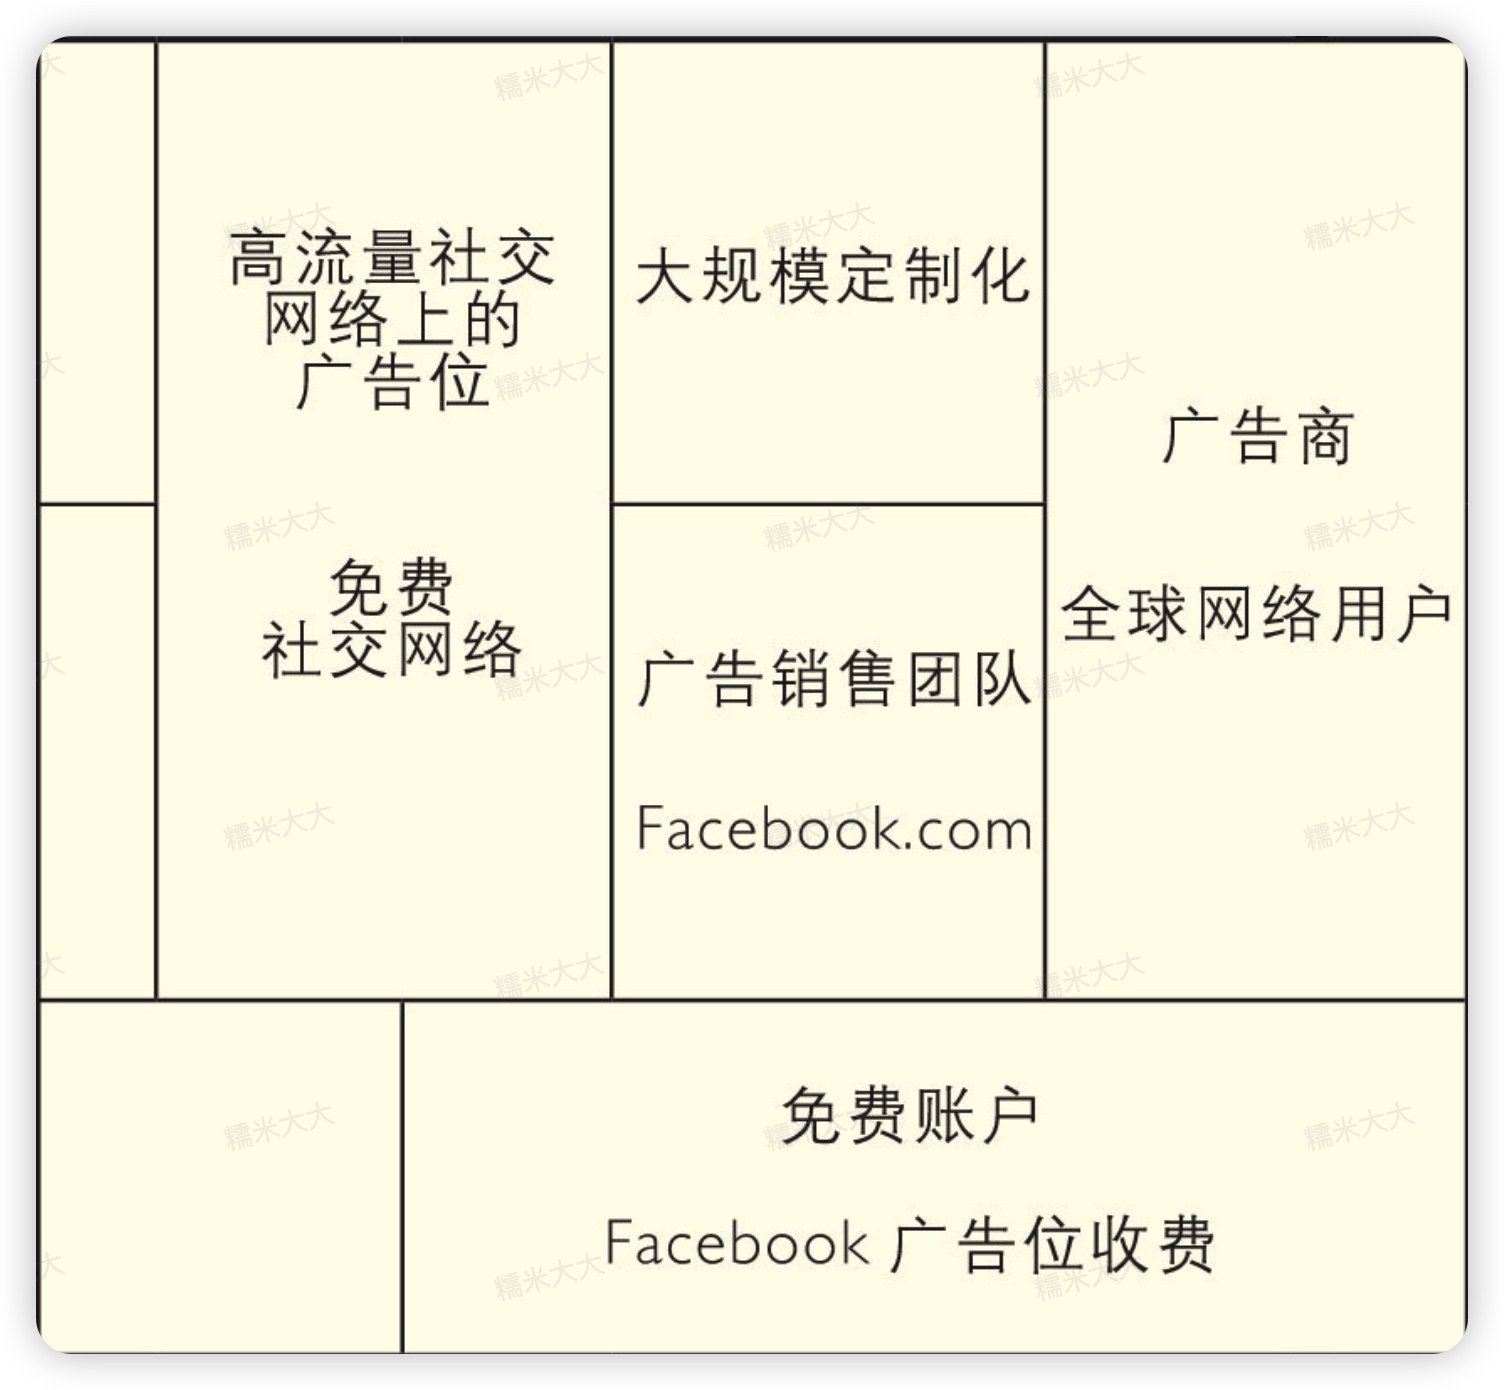 高流量社交
网络上的
广告位
免费
社交网络
大规模定制化
广告销售团队
Facebook.com
广告商
全球网络用户
免费账户
Facebook 广告位收费
糯米大大